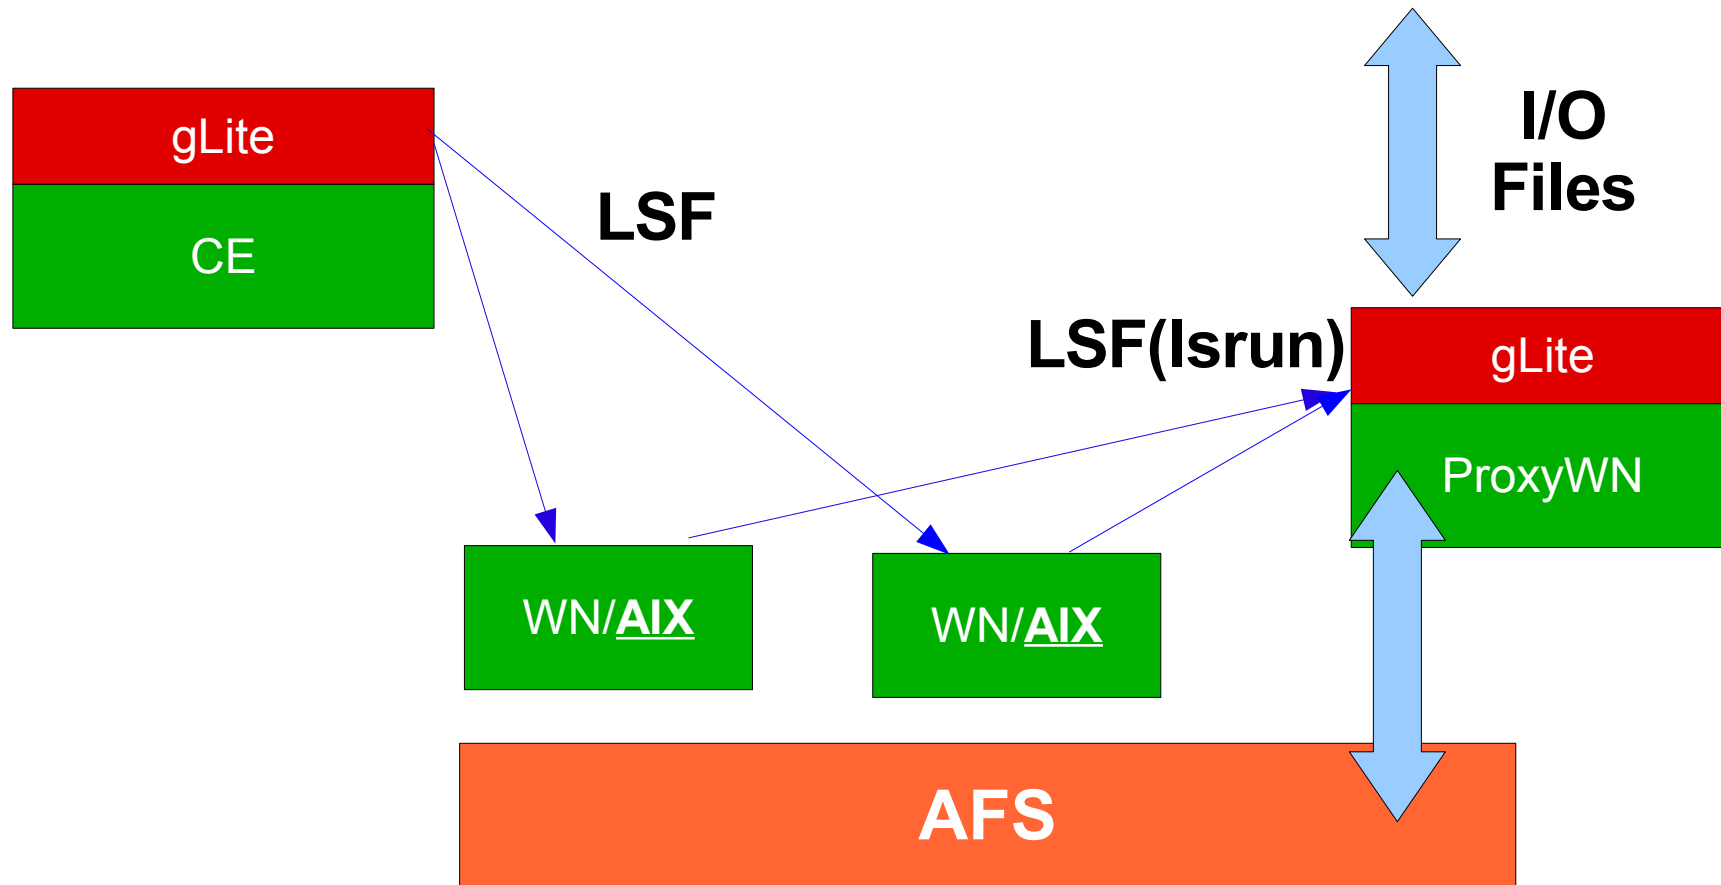 gLite
CE
LSF
I/O
Files
LSF(lsrun)
gLite
ProxyWN
WN/AIX
WN/AIX
AFS